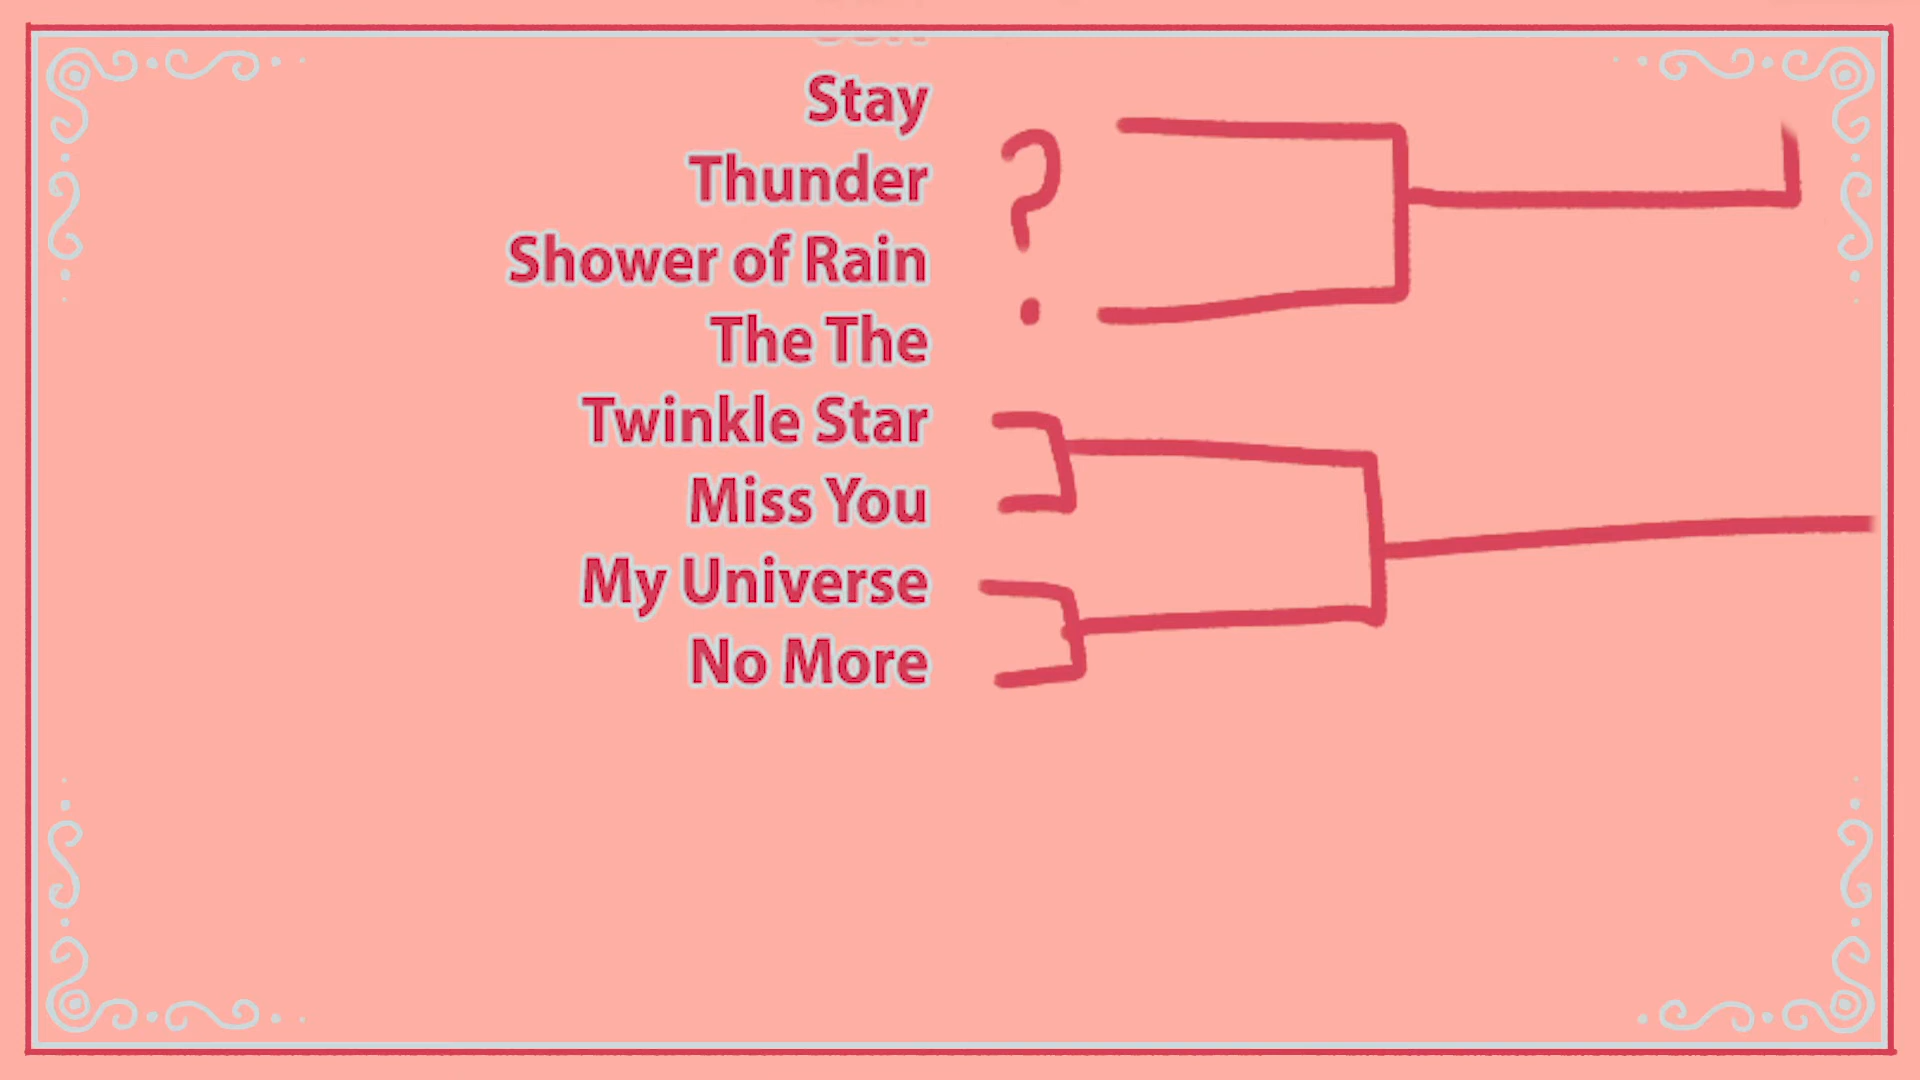 Stay
Thunder
Shower of Rain
?
The The
Twinkle Star
Miss You
My Universe
No More